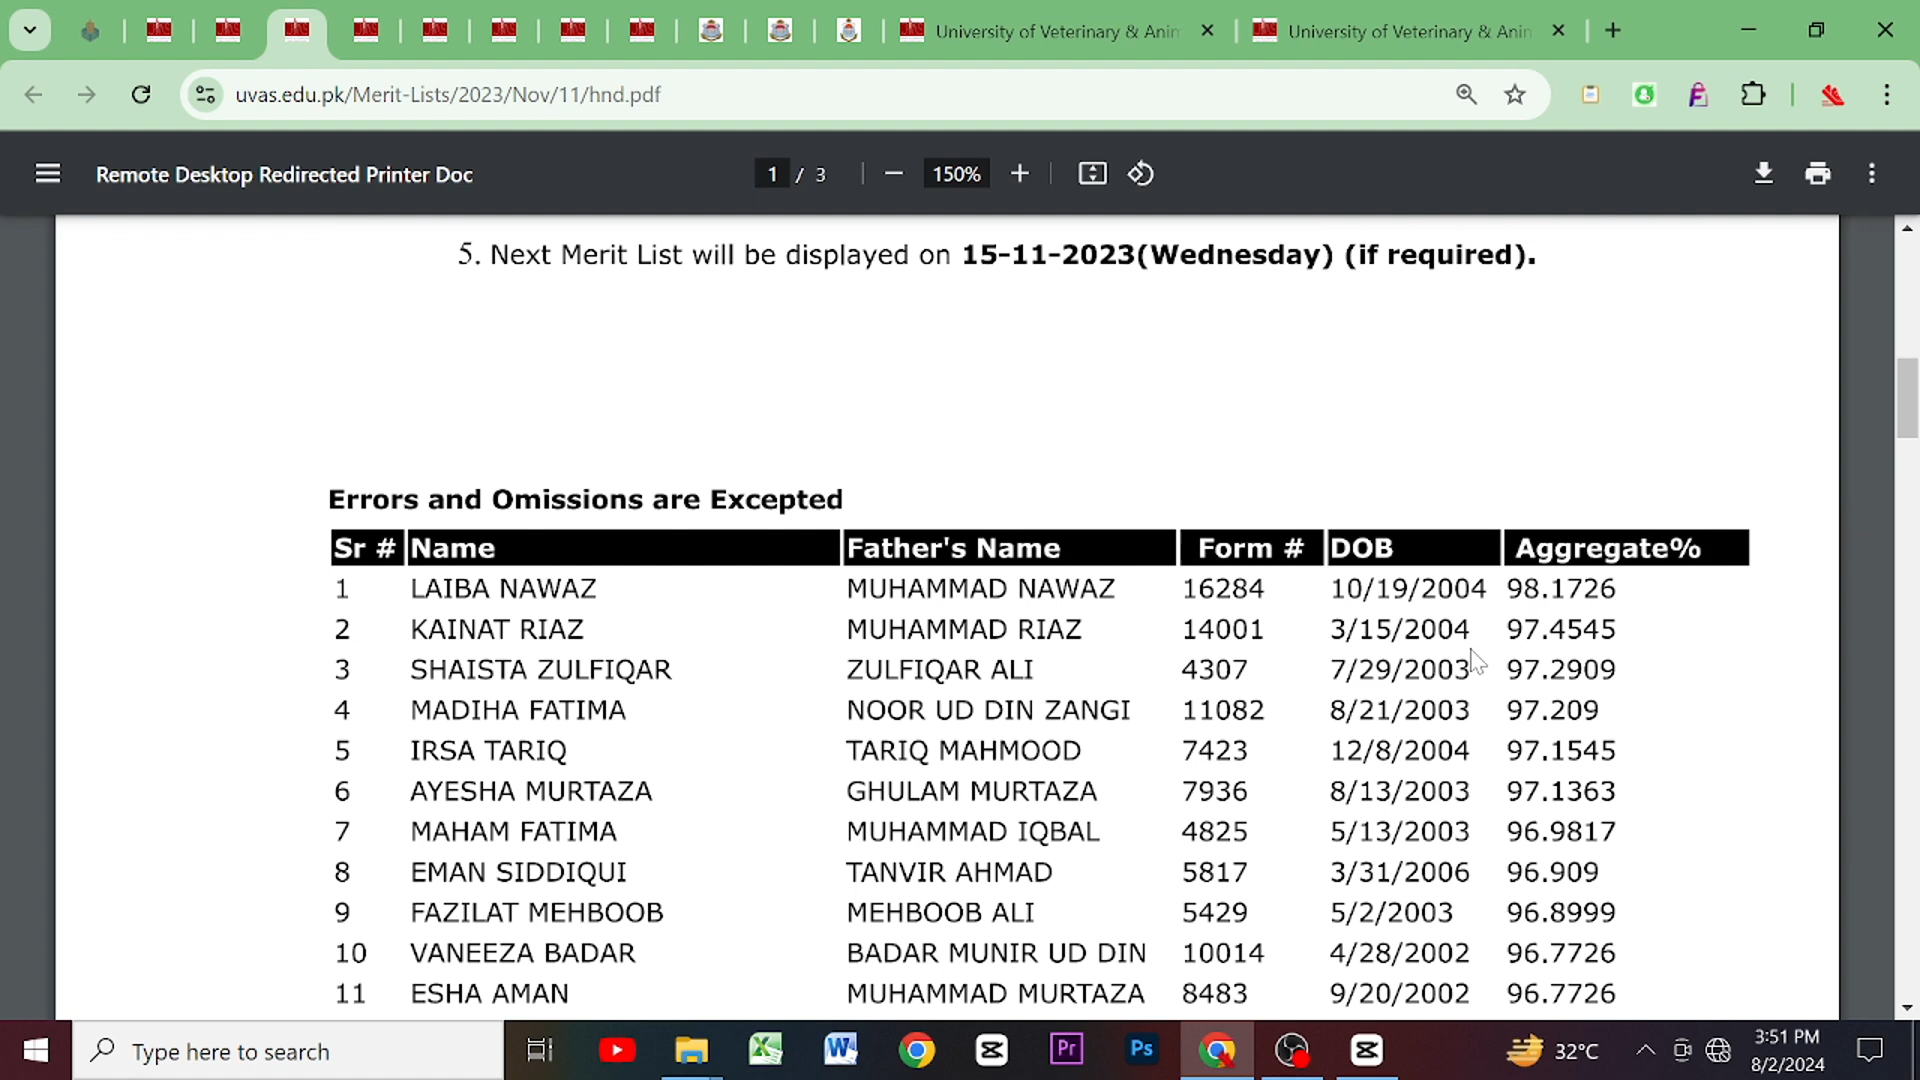 University of Veterinary & Anin
University of Veterinary & Anin
uvas.edu.pk/Merit-Lists/2023/Nov/11/hnd.pdf
Remote Desktop Redirected Printer Doc
1 / 3
150%
5. Next Merit List will be displayed on 15-11-2023(Wednesday) (if required).
Errors and Omissions are Excepted
Sr # Name Father's Name Form # DOB Aggregate%
1 LAIBA NAWAZ MUHAMMAD NAWAZ 16284 10/19/2004 98.1726
2 KAINAT RIAZ MUHAMMAD RIAZ 14001 3/15/2004 97.4545
3 SHAISTA ZULFIQAR ZULFIQAR ALI 4307 7/29/2003 97.2909
4 MADIHA FATIMA NOOR UD DIN ZANGI 11082 8/21/2003 97.209
5 IRSA TARIQ TARIQ MAHMOOD 7423 12/8/2004 97.1545
6 AYESHA MURTAZA GHULAM MURTAZA 7936 8/13/2003 97.1363
7 MAHAM FATIMA MUHAMMAD IQBAL 4825 5/13/2003 96.9817
8 EMAN SIDDIQUI TANVIR AHMAD 5817 3/31/2006 96.909
9 FAZILAT MEHBOOB MEHBOOB ALI 5429 5/2/2003 96.8999
10 VANEEZA BADAR BADAR MUNIR UD DIN 10014 4/28/2002 96.7726
11 ESHA AMAN MUHAMMAD MURTAZA 8483 9/20/2002 96.7726
Type here to search
Pr
Ps
32°C
3:51 PM
8/2/2024